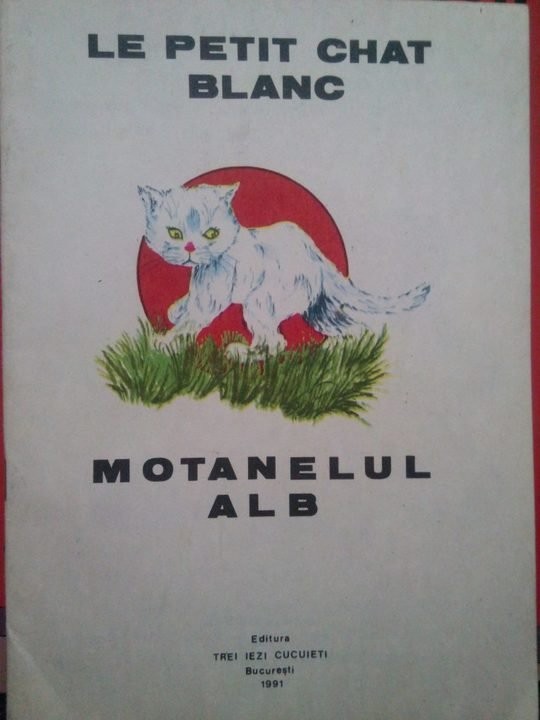 LE PETIT CHAT
BLANC
MOTANELUL
ALB
Editura
TREI IEZI CUCUIETI
București
1991